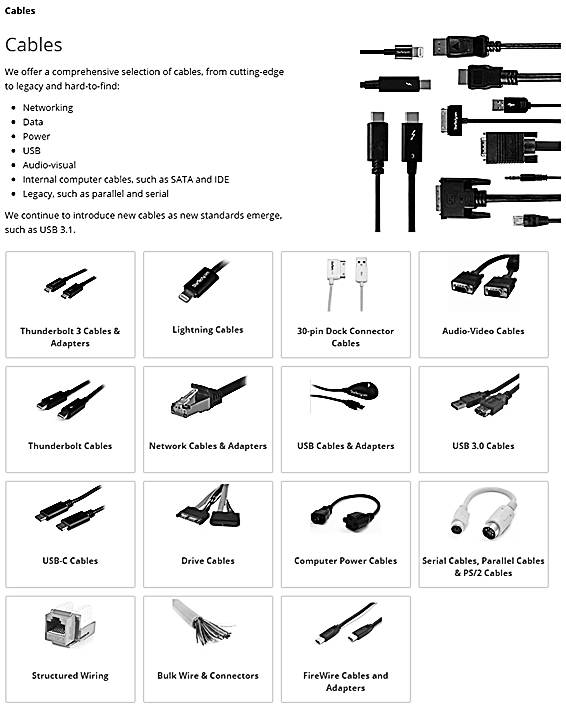 Cables
Cables
We offer a comprehensive selection of cables, from cutting-edge
to legacy and hard-to-find:
• Networking
• Data
• Power
• USB
• Audio-visual
• Internal computer cables, such as SATA and IDE
• Legacy, such as parallel and serial
We continue to introduce new cables as new standards emerge,
such as USB 3.1.
Thunderbolt 3 Cables &
Adapters
Lightning Cables
30-pin Dock Connector
Cables
Audio-Video Cables
Thunderbolt Cables
Network Cables & Adapters
USB Cables & Adapters
USB 3.0 Cables
USB-C Cables
Drive Cables
Computer Power Cables
Serial Cables, Parallel Cables
& PS/2 Cables
Structured Wiring
Bulk Wire & Connectors
FireWire Cables and
Adapters